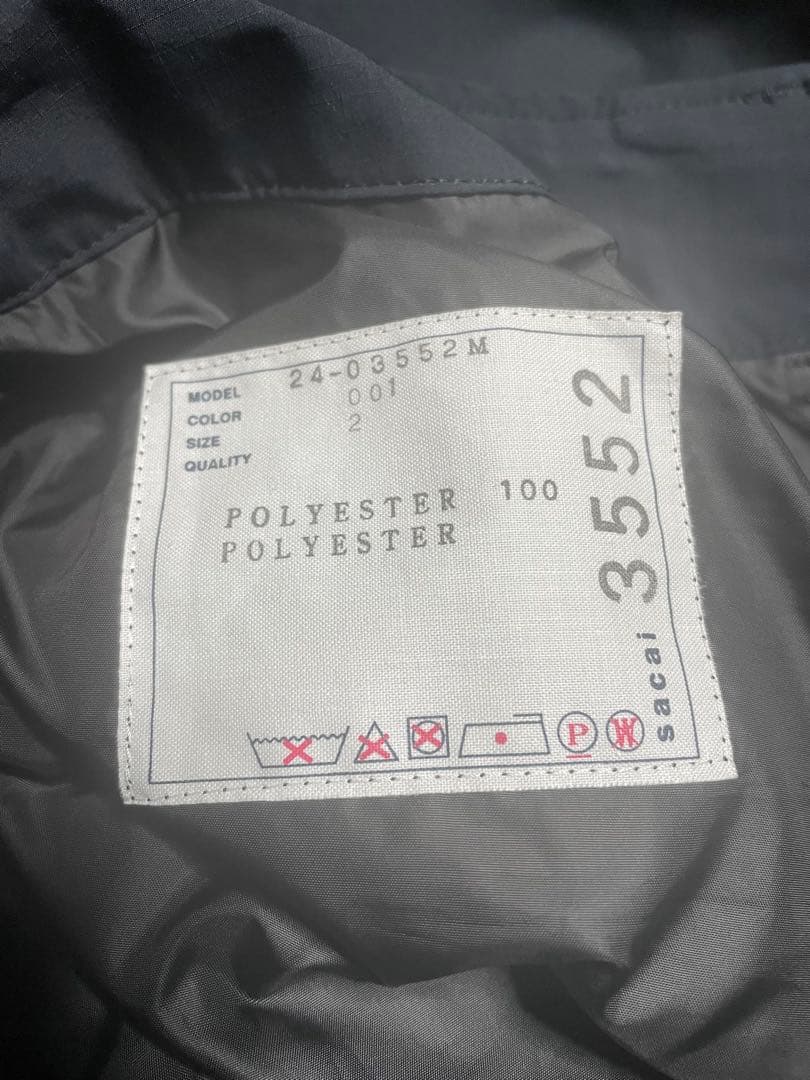 MODEL 24-03552M
COLOR 001
SIZE 2
QUALITY
POLYESTER 100
POLYESTER
P W
sacai 3552